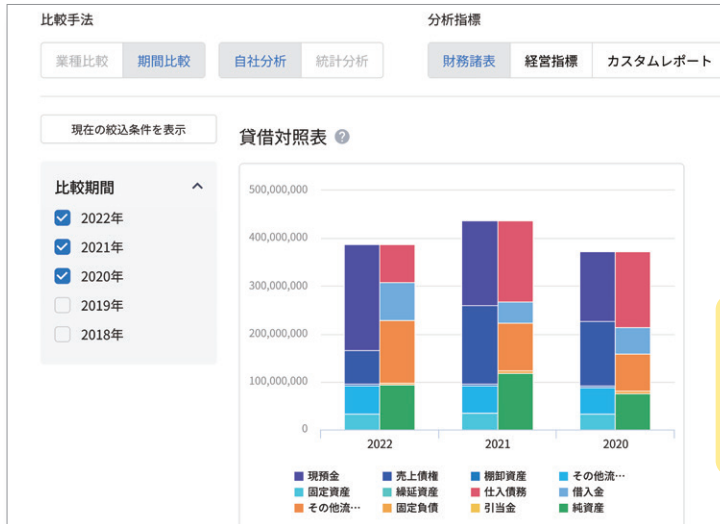 比較手法
分析指標
業種比較 期間比較 自社分析 統計分析
財務諸表 経営指標 カスタムレポート
現在の絞込条件を表示
比較期間
2022年
2021年
2020年
2019年
2018年
貸借対照表 ?
500,000,000
400,000,000
300,000,000
200,000,000
100,000,000
0
2022 2021 2020
現預金 売上債権 棚卸資産 その他流…
固定資産 繰延資産 仕入債務 借入金
その他流… 固定負債 引当金 純資産